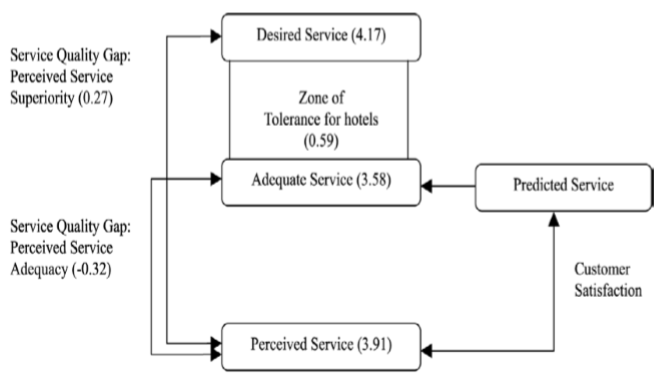 Desired Service (4.17)
Service Quality Gap:
Perceived Service
Superiority (0.27)
Zone of
Tolerance for hotels
(0.59)
Adequate Service (3.58)
Predicted Service
Service Quality Gap:
Perceived Service
Adequacy (-0.32)
Customer
Satisfaction
Perceived Service (3.91)